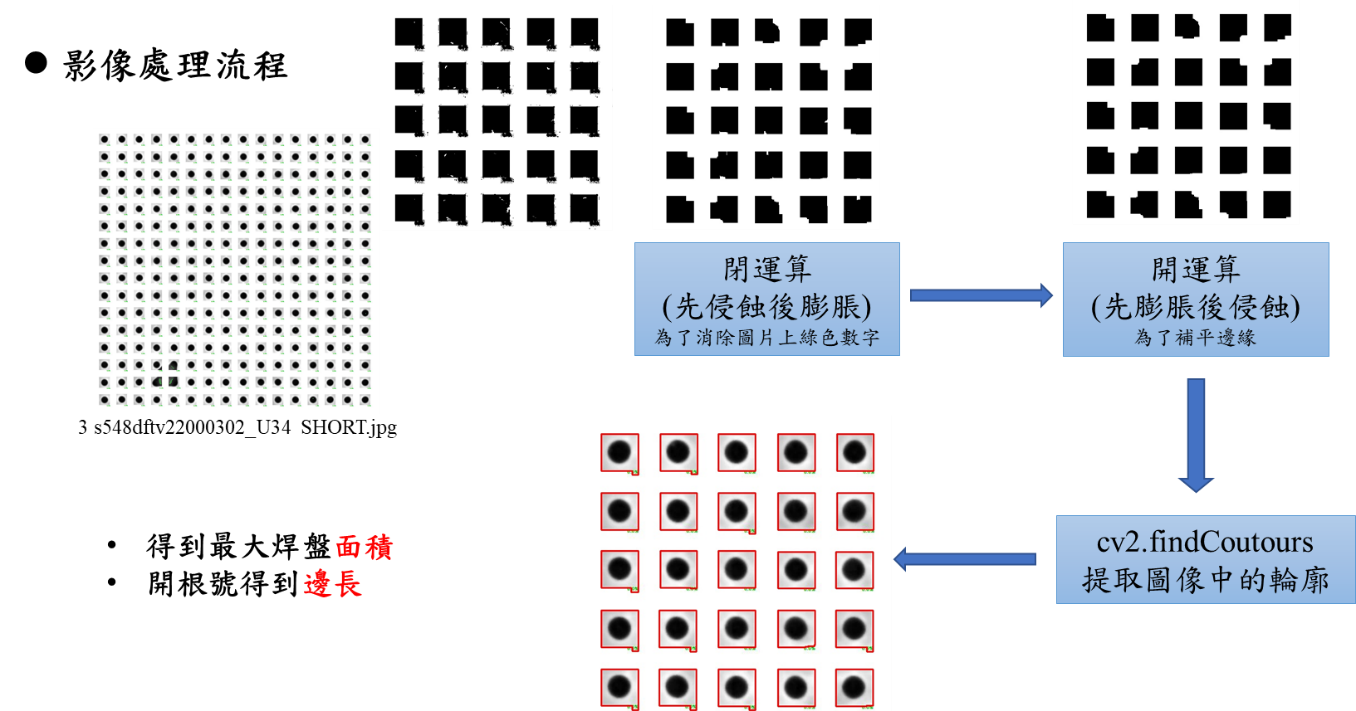 ● 影像處理流程
3 s548dftv22000302_U34 SHORT.jpg
閉運算
(先侵蝕後膨脹)
為了消除圖片上綠色數字
開運算
(先膨脹後侵蝕)
為了補平邊緣
cv2.findCoutours
提取圖像中的輪廓
• 得到最大焊盤面積
• 開根號得到邊長